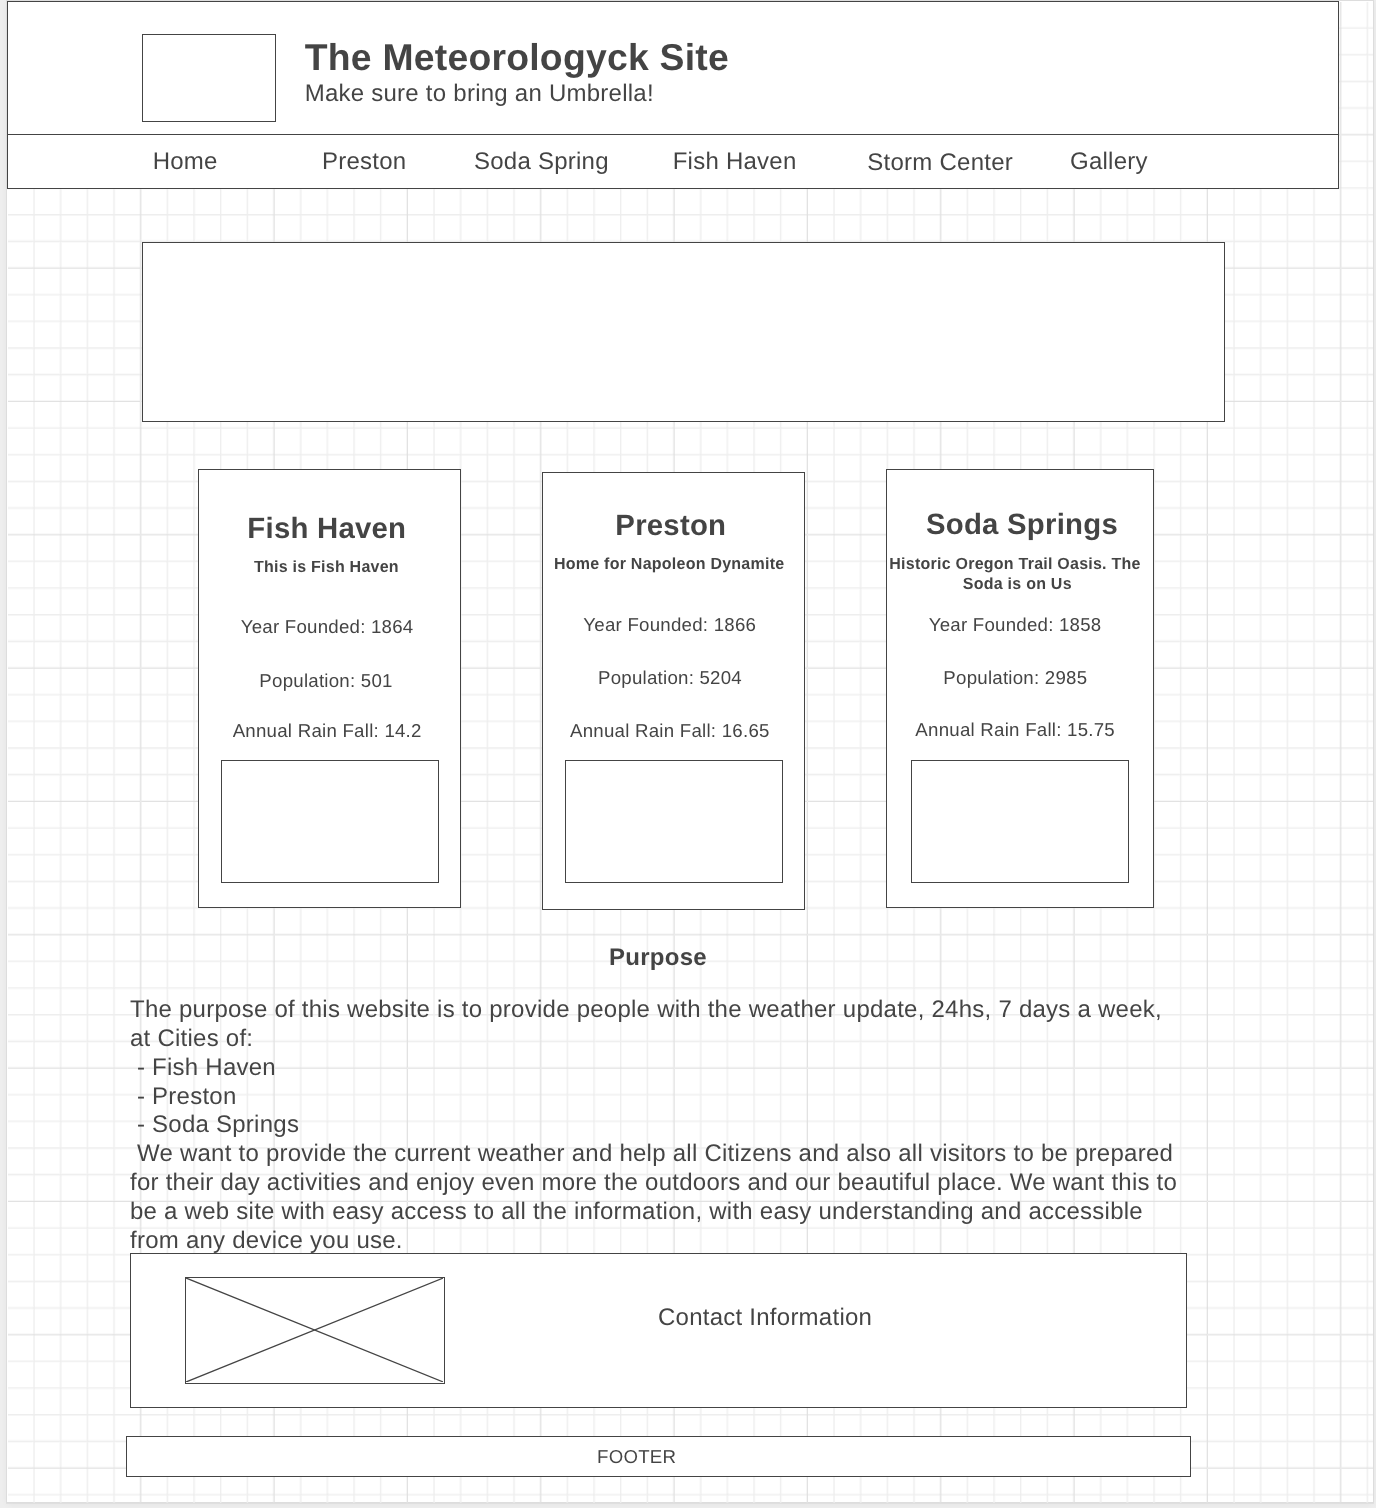 The Meteorologyck Site
Make sure to bring an Umbrella!
Home Preston Soda Spring Fish Haven Storm Center Gallery
Fish Haven
This is Fish Haven
Year Founded: 1864
Population: 501
Annual Rain Fall: 14.2
Preston
Home for Napoleon Dynamite
Year Founded: 1866
Population: 5204
Annual Rain Fall: 16.65
Soda Springs
Historic Oregon Trail Oasis. The
Soda is on Us
Year Founded: 1858
Population: 2985
Annual Rain Fall: 15.75
Purpose
The purpose of this website is to provide people with the weather update, 24hs, 7 days a week,
at Cities of:
- Fish Haven
- Preston
- Soda Springs
We want to provide the current weather and help all Citizens and also all visitors to be prepared
for their day activities and enjoy even more the outdoors and our beautiful place. We want this to
be a web site with easy access to all the information, with easy understanding and accessible
from any device you use.
Contact Information
FOOTER